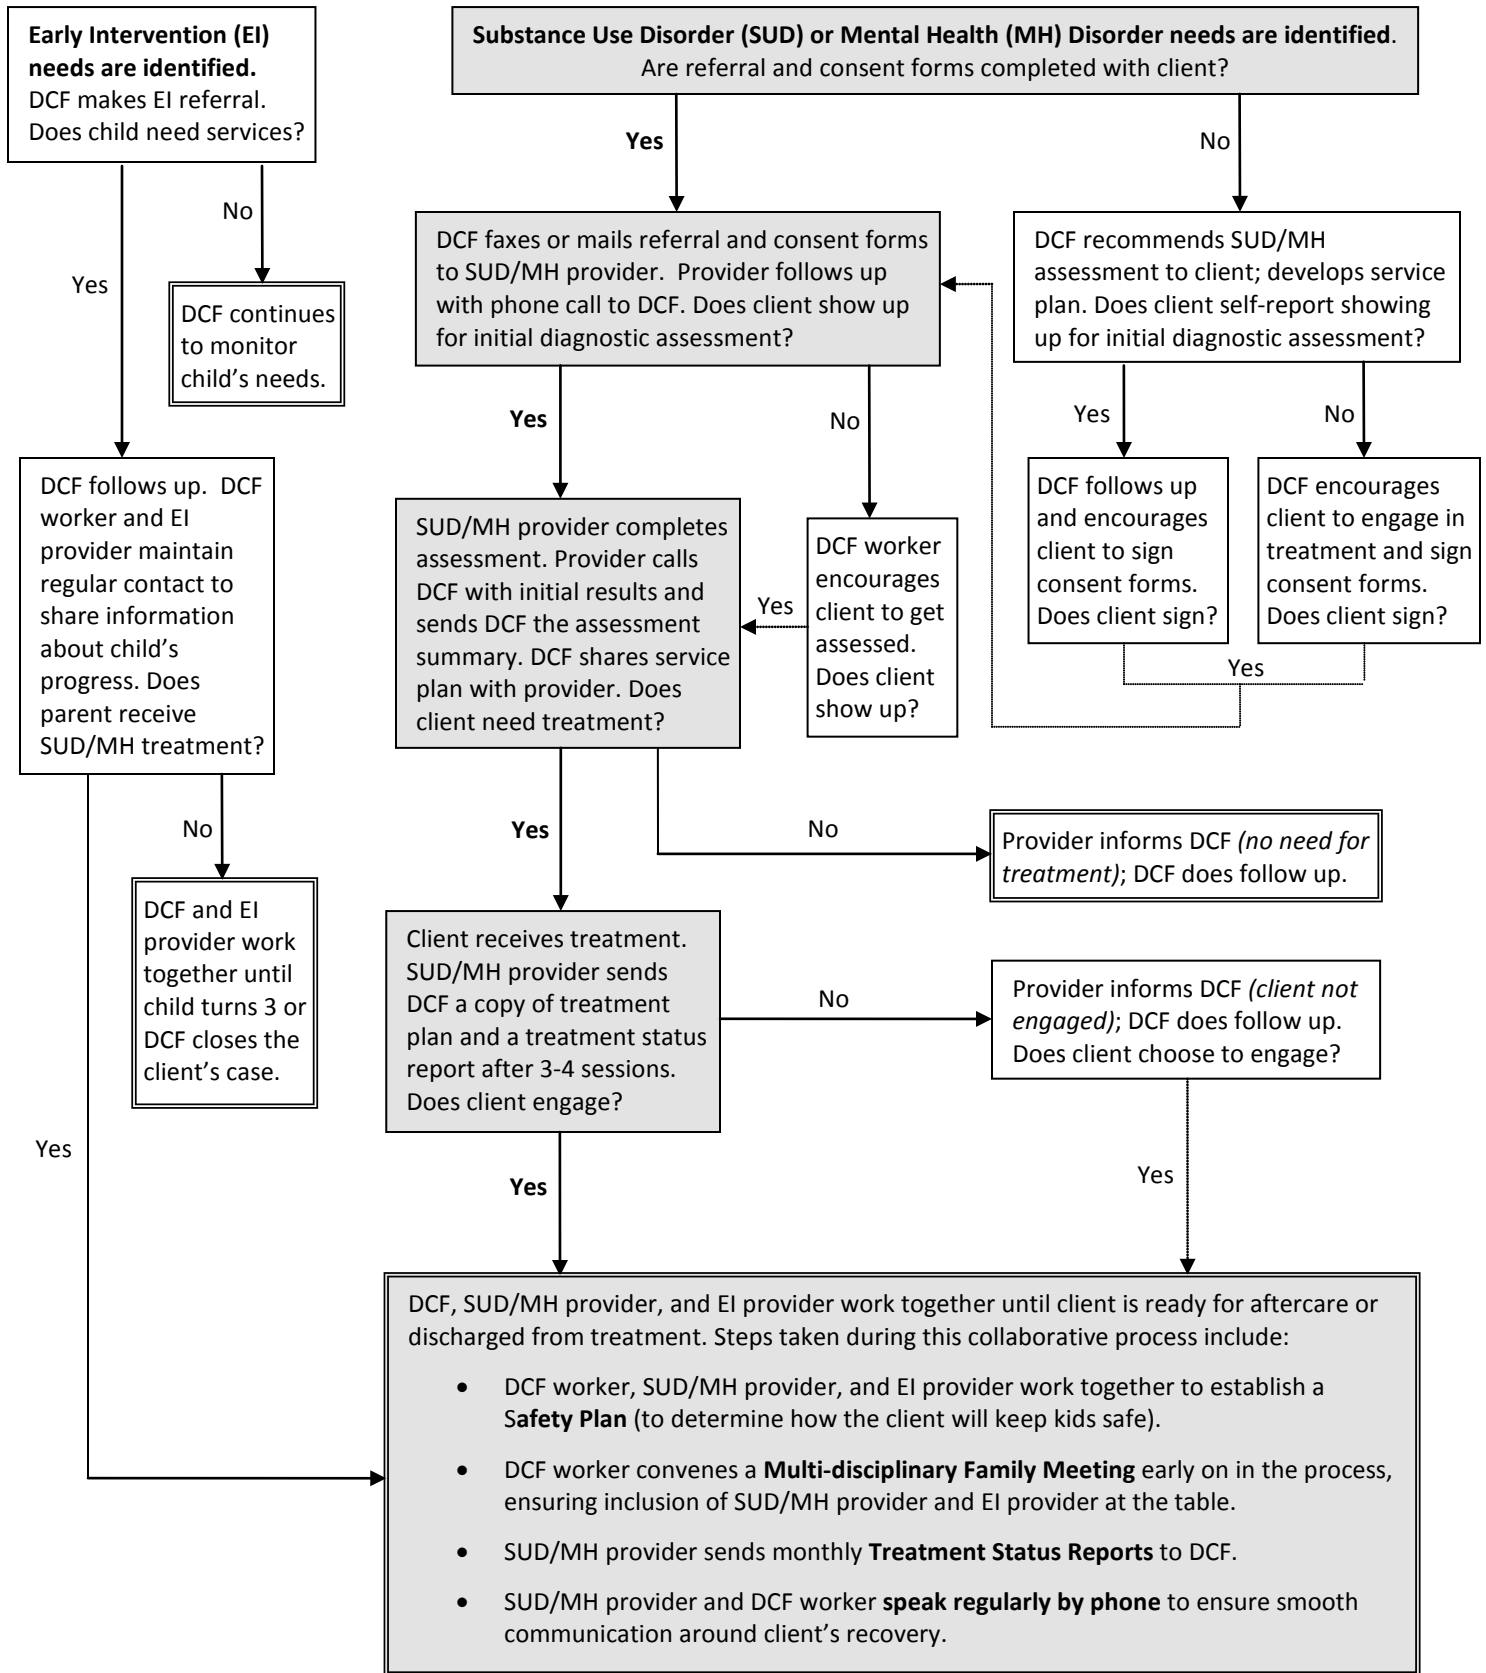 Early Intervention (EI)
needs are identified.
DCF makes EI referral.
Does child need services?
Substance Use Disorder (SUD) or Mental Health (MH) Disorder needs are identified.
Are referral and consent forms completed with client?
Yes
No
No
Yes
DCF continues
to monitor
child’s needs.
DCF faxes or mails referral and consent forms
to SUD/MH provider.  Provider follows up
with phone call to DCF. Does client show up
for initial diagnostic assessment?
DCF recommends SUD/MH
assessment to client; develops service
plan. Does client self-report showing
up for initial diagnostic assessment?
Yes
No
Yes
No
DCF follows up.  DCF
worker and EI
provider maintain
regular contact to
share information
about child’s
progress. Does
parent receive
SUD/MH treatment?
SUD/MH provider completes
assessment. Provider calls
DCF with initial results and
sends DCF the assessment
summary. DCF shares service
plan with provider. Does
client need treatment?
Yes
DCF worker
encourages
client to get
assessed.
Does client
show up?
DCF follows up
and encourages
client to sign
consent forms.
Does client sign?
DCF encourages
client to engage in
treatment and sign
consent forms.
Does client sign?
Yes
No
Yes
No
Provider informs DCF (no need for
treatment); DCF does follow up.
DCF and EI
provider work
together until
child turns 3 or
DCF closes the
client’s case.
Client receives treatment.
SUD/MH provider sends
DCF a copy of treatment
plan and a treatment status
report after 3-4 sessions.
Does client engage?
No
Provider informs DCF (client not
engaged); DCF does follow up.
Does client choose to engage?
Yes
Yes
Yes
DCF, SUD/MH provider, and EI provider work together until client is ready for aftercare or
discharged from treatment. Steps taken during this collaborative process include:
• DCF worker, SUD/MH provider, and EI provider work together to establish a
Safety Plan (to determine how the client will keep kids safe).
• DCF worker convenes a Multi-disciplinary Family Meeting early on in the process,
ensuring inclusion of SUD/MH provider and EI provider at the table.
• SUD/MH provider sends monthly Treatment Status Reports to DCF.
• SUD/MH provider and DCF worker speak regularly by phone to ensure smooth
communication around client’s recovery.